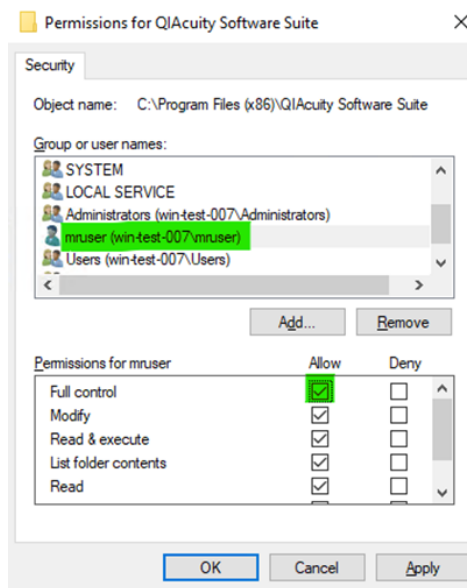 Permissions for QIAcuity Software Suite
Security
Object name: C:\Program Files (x86)\QIAcuity Software Suite
Group or user names:
SYSTEM
LOCAL SERVICE
Administrators (win-test-007\Administrators)
mruser (win-test-007\mruser)
Users (win-test-007\Users)
Add... Remove
Permissions for mruser Allow Deny
Full control
Modify
Read & execute
List folder contents
Read
OK Cancel Apply